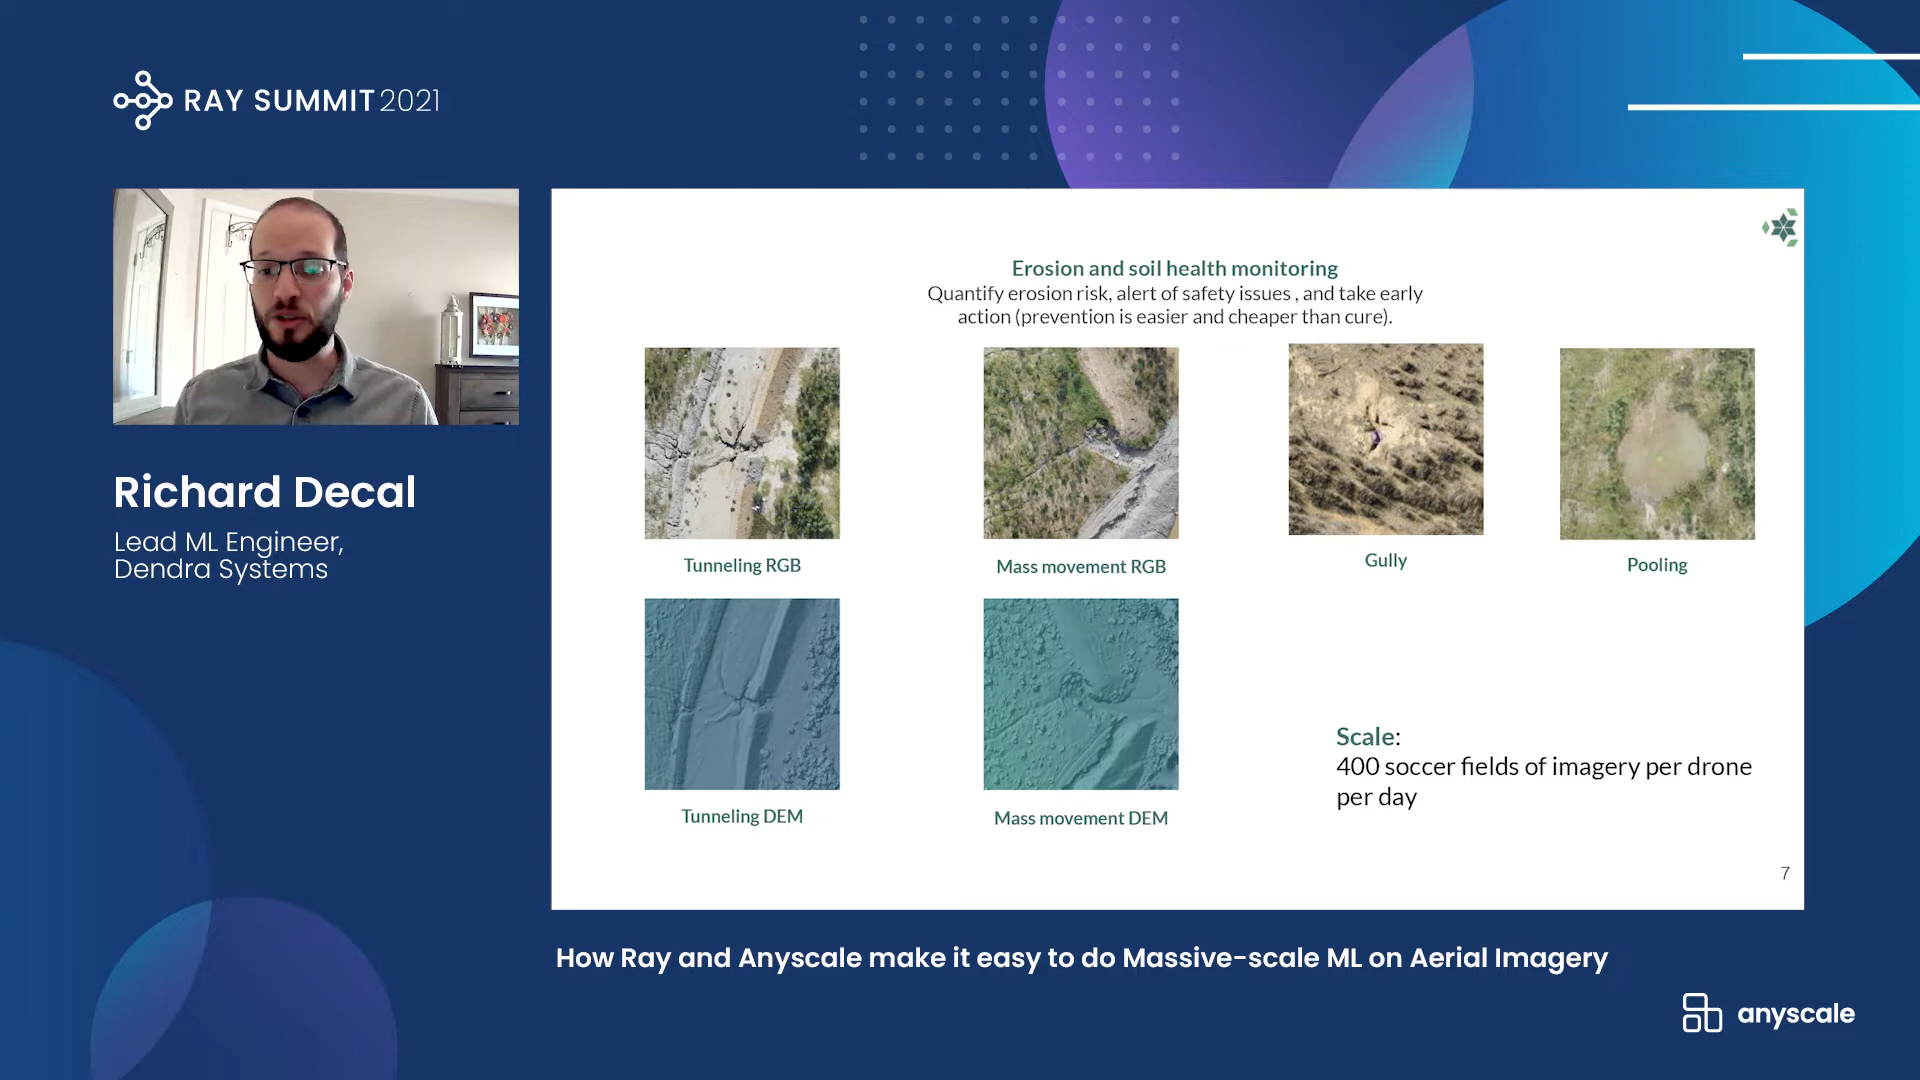 RAY SUMMIT 2021
Richard Decal
Lead ML Engineer,
Dendra Systems
Erosion and soil health monitoring
Quantify erosion risk, alert of safety issues , and take early
action (prevention is easier and cheaper than cure).
Tunneling RGB
Mass movement RGB
Gully
Pooling
Tunneling DEM
Mass movement DEM
Scale:
400 soccer fields of imagery per drone
per day
7
How Ray and Anyscale make it easy to do Massive-scale ML on Aerial Imagery
anyscale